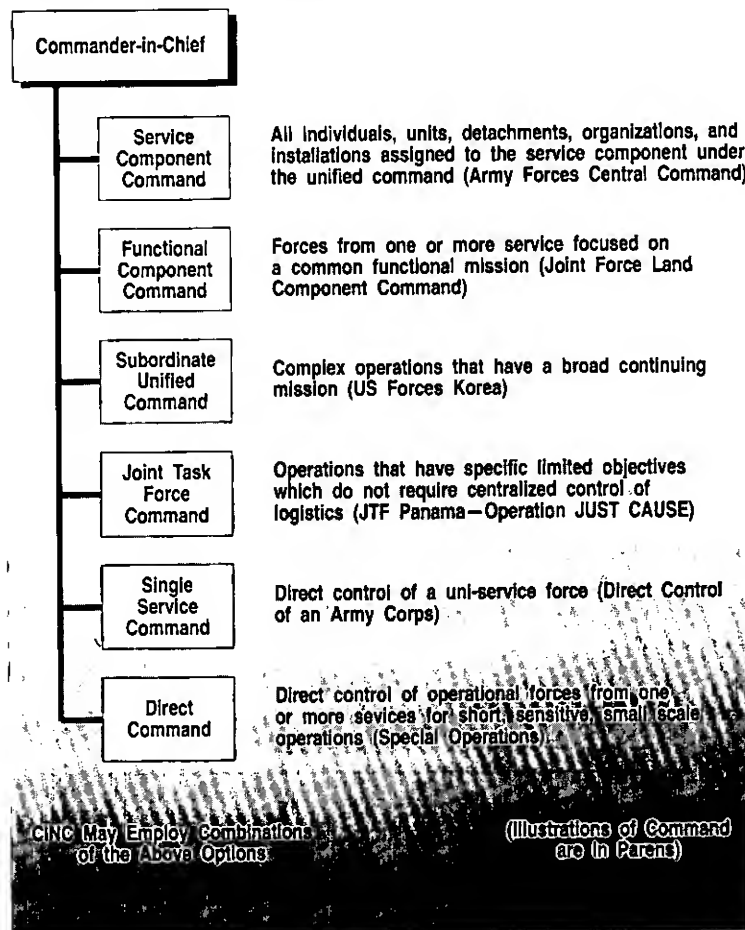 Commander-in-Chief
Service
Component
Command
All individuals, units, detachments, organizations, and
installations assigned to the service component under
the unified command (Army Forces Central Command)
Functional
Component
Command
Forces from one or more service focused on
a common functional mission (Joint Force Land
Component Command)
Subordinate
Unified
Command
Complex operations that have a broad continuing
mission (US Forces Korea)
Joint Task
Force
Command
Operations that have specific limited objectives
which do not require centralized control of
logistics (JTF Panama—Operation JUST CAUSE)
Single
Service
Command
Direct control of a uni-service force (Direct Control
of an Army Corps)
Direct
Command
Direct control of operational forces from one
or more sevices for short, sensitive, small scale
operations (Special Operations)
CINC May Employ Combinations
of the Above Options
(Illustrations of Command
are in Parens)